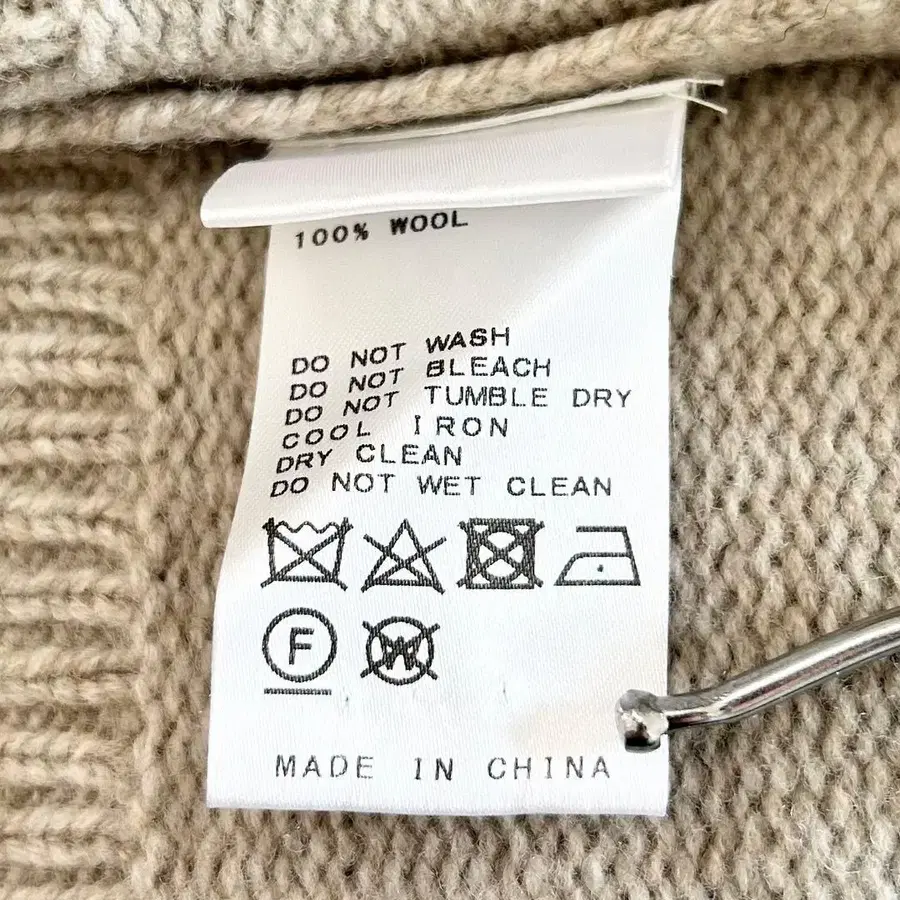 100% WOOL
DO NOT WASH
DO NOT BLEACH
DO NOT TUMBLE DRY
COOL IRON
DRY CLEAN
DO NOT WET CLEAN
F
W
MADE IN CHINA